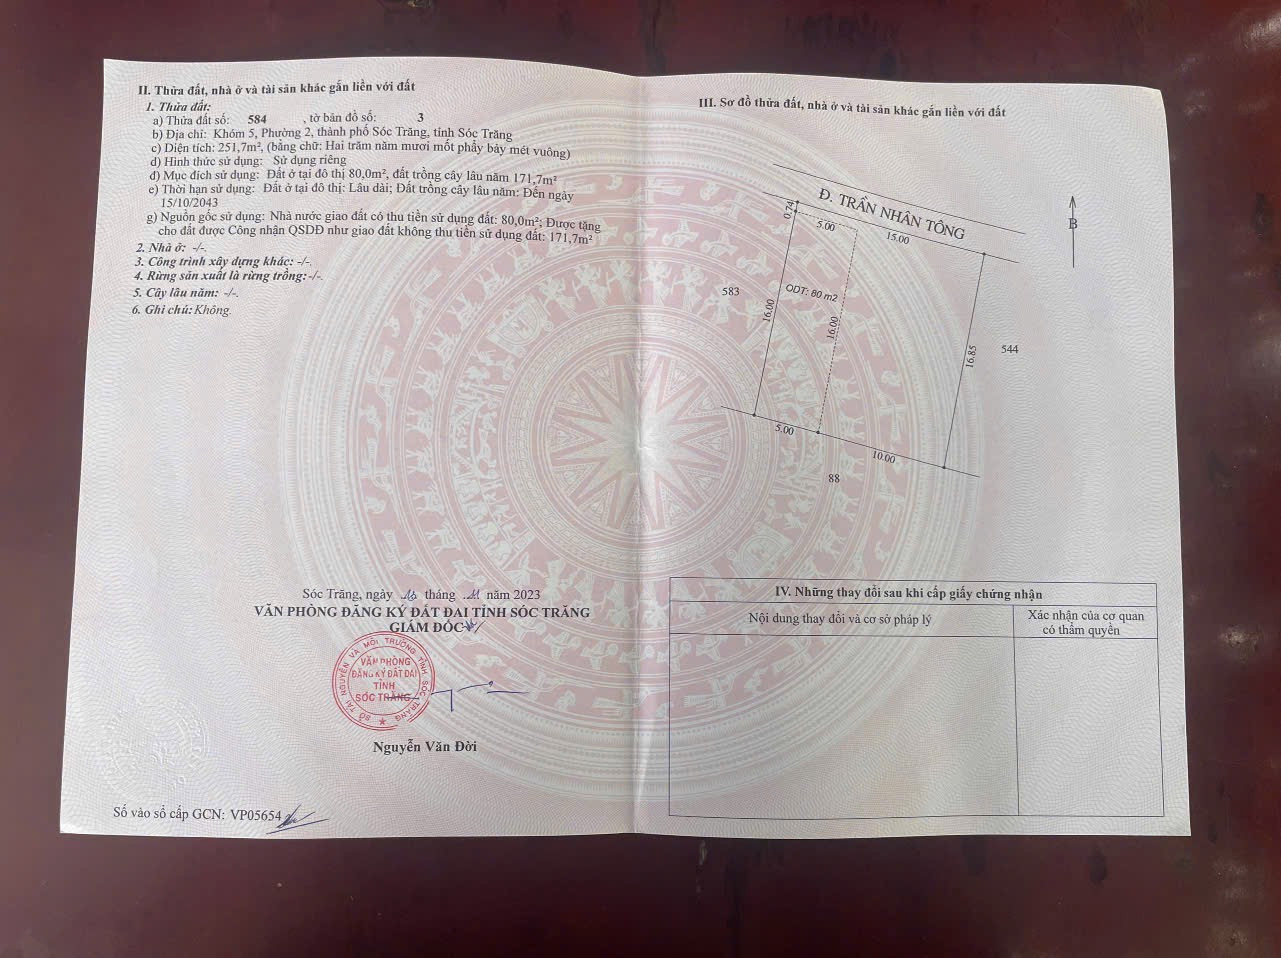 II. Thửa đất, nhà ở và tài sản khác gắn liền với đất
1. Thửa đất:
a) Thửa đất số: 584 , tờ bản đồ số: 3
b) Địa chỉ: Khóm 5, Phường 2, thành phố Sóc Trăng, tỉnh Sóc Trăng
c) Diện tích: 251,7m², (bằng chữ: Hai trăm năm mươi mốt phẩy bảy mét vuông)
d) Hình thức sử dụng: Sử dụng riêng
đ) Mục đích sử dụng: Đất ở tại đô thị 80,0m², đất trồng cây lâu năm 171,7m²
e) Thời hạn sử dụng: Đất ở tại đô thị: Lâu dài; Đất trồng cây lâu năm: Đến ngày
15/10/2043
g) Nguồn gốc sử dụng: Nhà nước giao đất có thu tiền sử dụng đất: 80,0m²; Được tặng
cho đất được Công nhận QSDĐ như giao đất không thu tiền sử dụng đất: 171,7m²
2. Nhà ở: -/-.
3. Công trình xây dựng khác: -/-.
4. Rừng sản xuất là rừng trồng: -/-.
5. Cây lâu năm: -/-.
6. Ghi chú: Không.
Sóc Trăng, ngày tháng năm 2023
VĂN PHÒNG ĐĂNG KÝ ĐẤT ĐAI TỈNH SÓC TRĂNG
GIÁM ĐỐC
SỞ TÀI NGUYÊN VÀ MÔI TRƯỜNG TỈNH SÓC TRĂNG
VĂN PHÒNG
ĐĂNG KÝ ĐẤT ĐAI
TỈNH
SÓC TRĂNG
Nguyễn Văn Đời
Số vào sổ cấp GCN: VP05654
III. Sơ đồ thửa đất, nhà ở và tài sản khác gắn liền với đất
Đ. TRẦN NHÂN TÔNG
B
0.74
5.00
15.00
583
ODT: 80 m2
16.00
16.00
16.85
544
5.00
10.00
88
IV. Những thay đổi sau khi cấp giấy chứng nhận
Nội dung thay đổi và cơ sở pháp lý
Xác nhận của cơ quan
có thẩm quyền